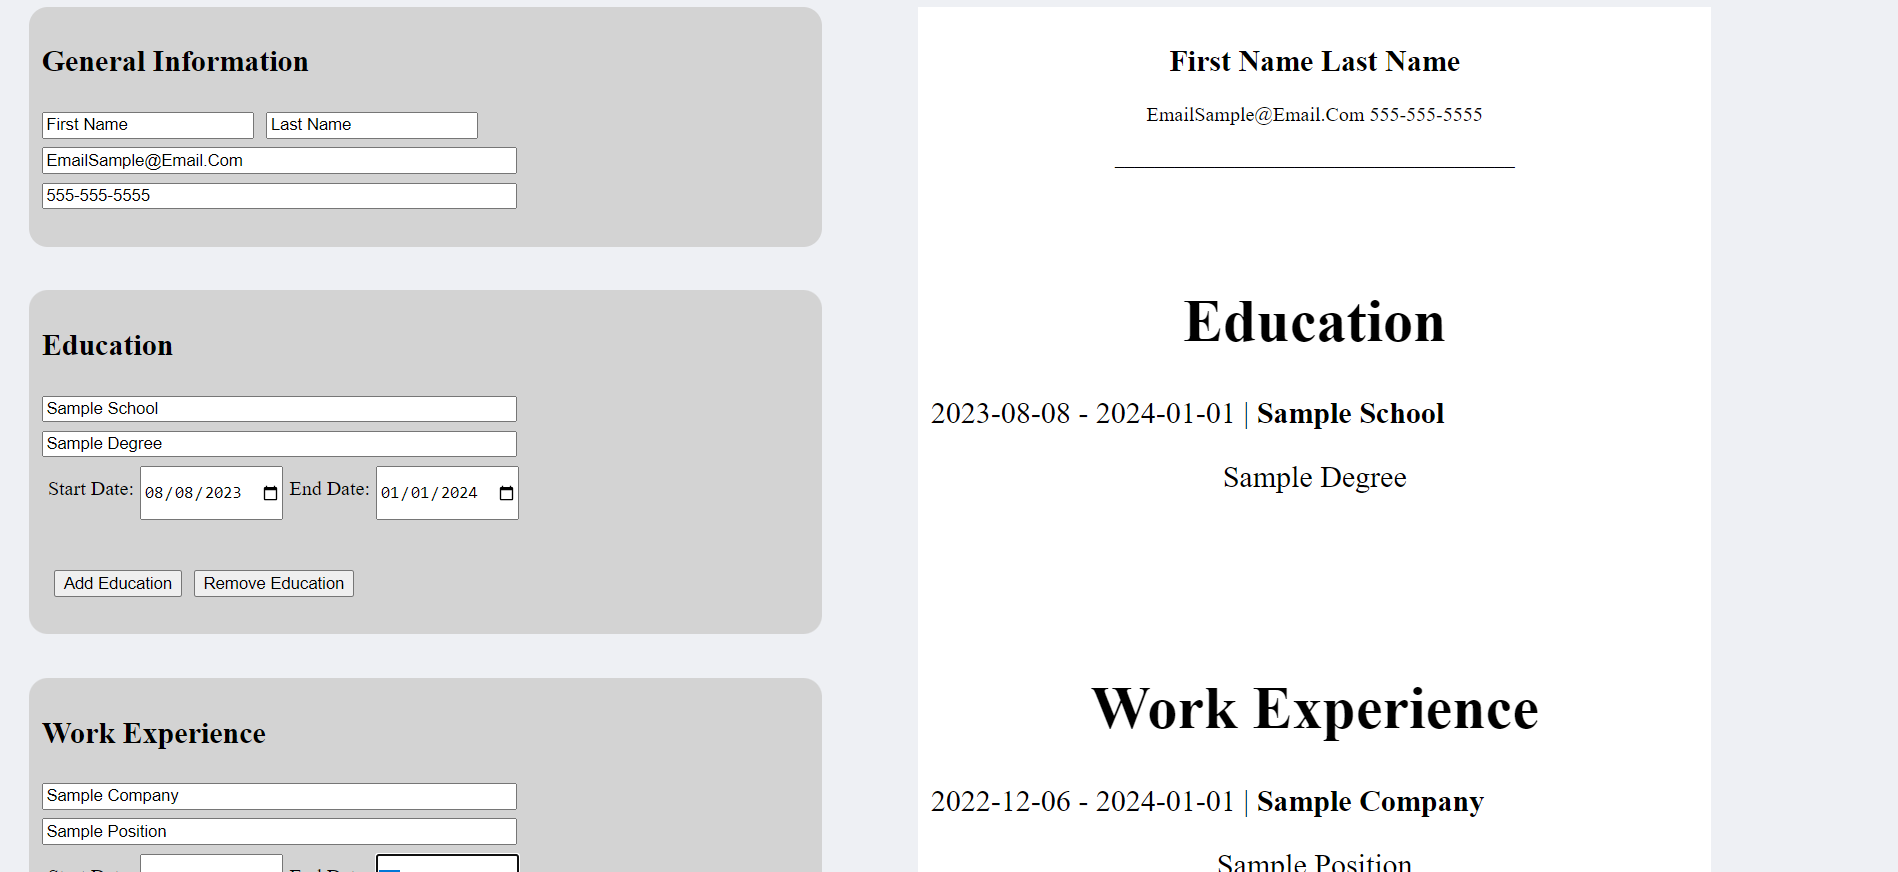 General Information
First Name Last Name
EmailSample@Email.Com
555-555-5555
Education
Sample School
Sample Degree
Start Date: 08/08/2023 End Date: 01/01/2024
Add Education Remove Education
Work Experience
Sample Company
Sample Position
First Name Last Name
EmailSample@Email.Com 555-555-5555
Education
2023-08-08 - 2024-01-01 | Sample School
Sample Degree
Work Experience
2022-12-06 - 2024-01-01 | Sample Company
Sample Position